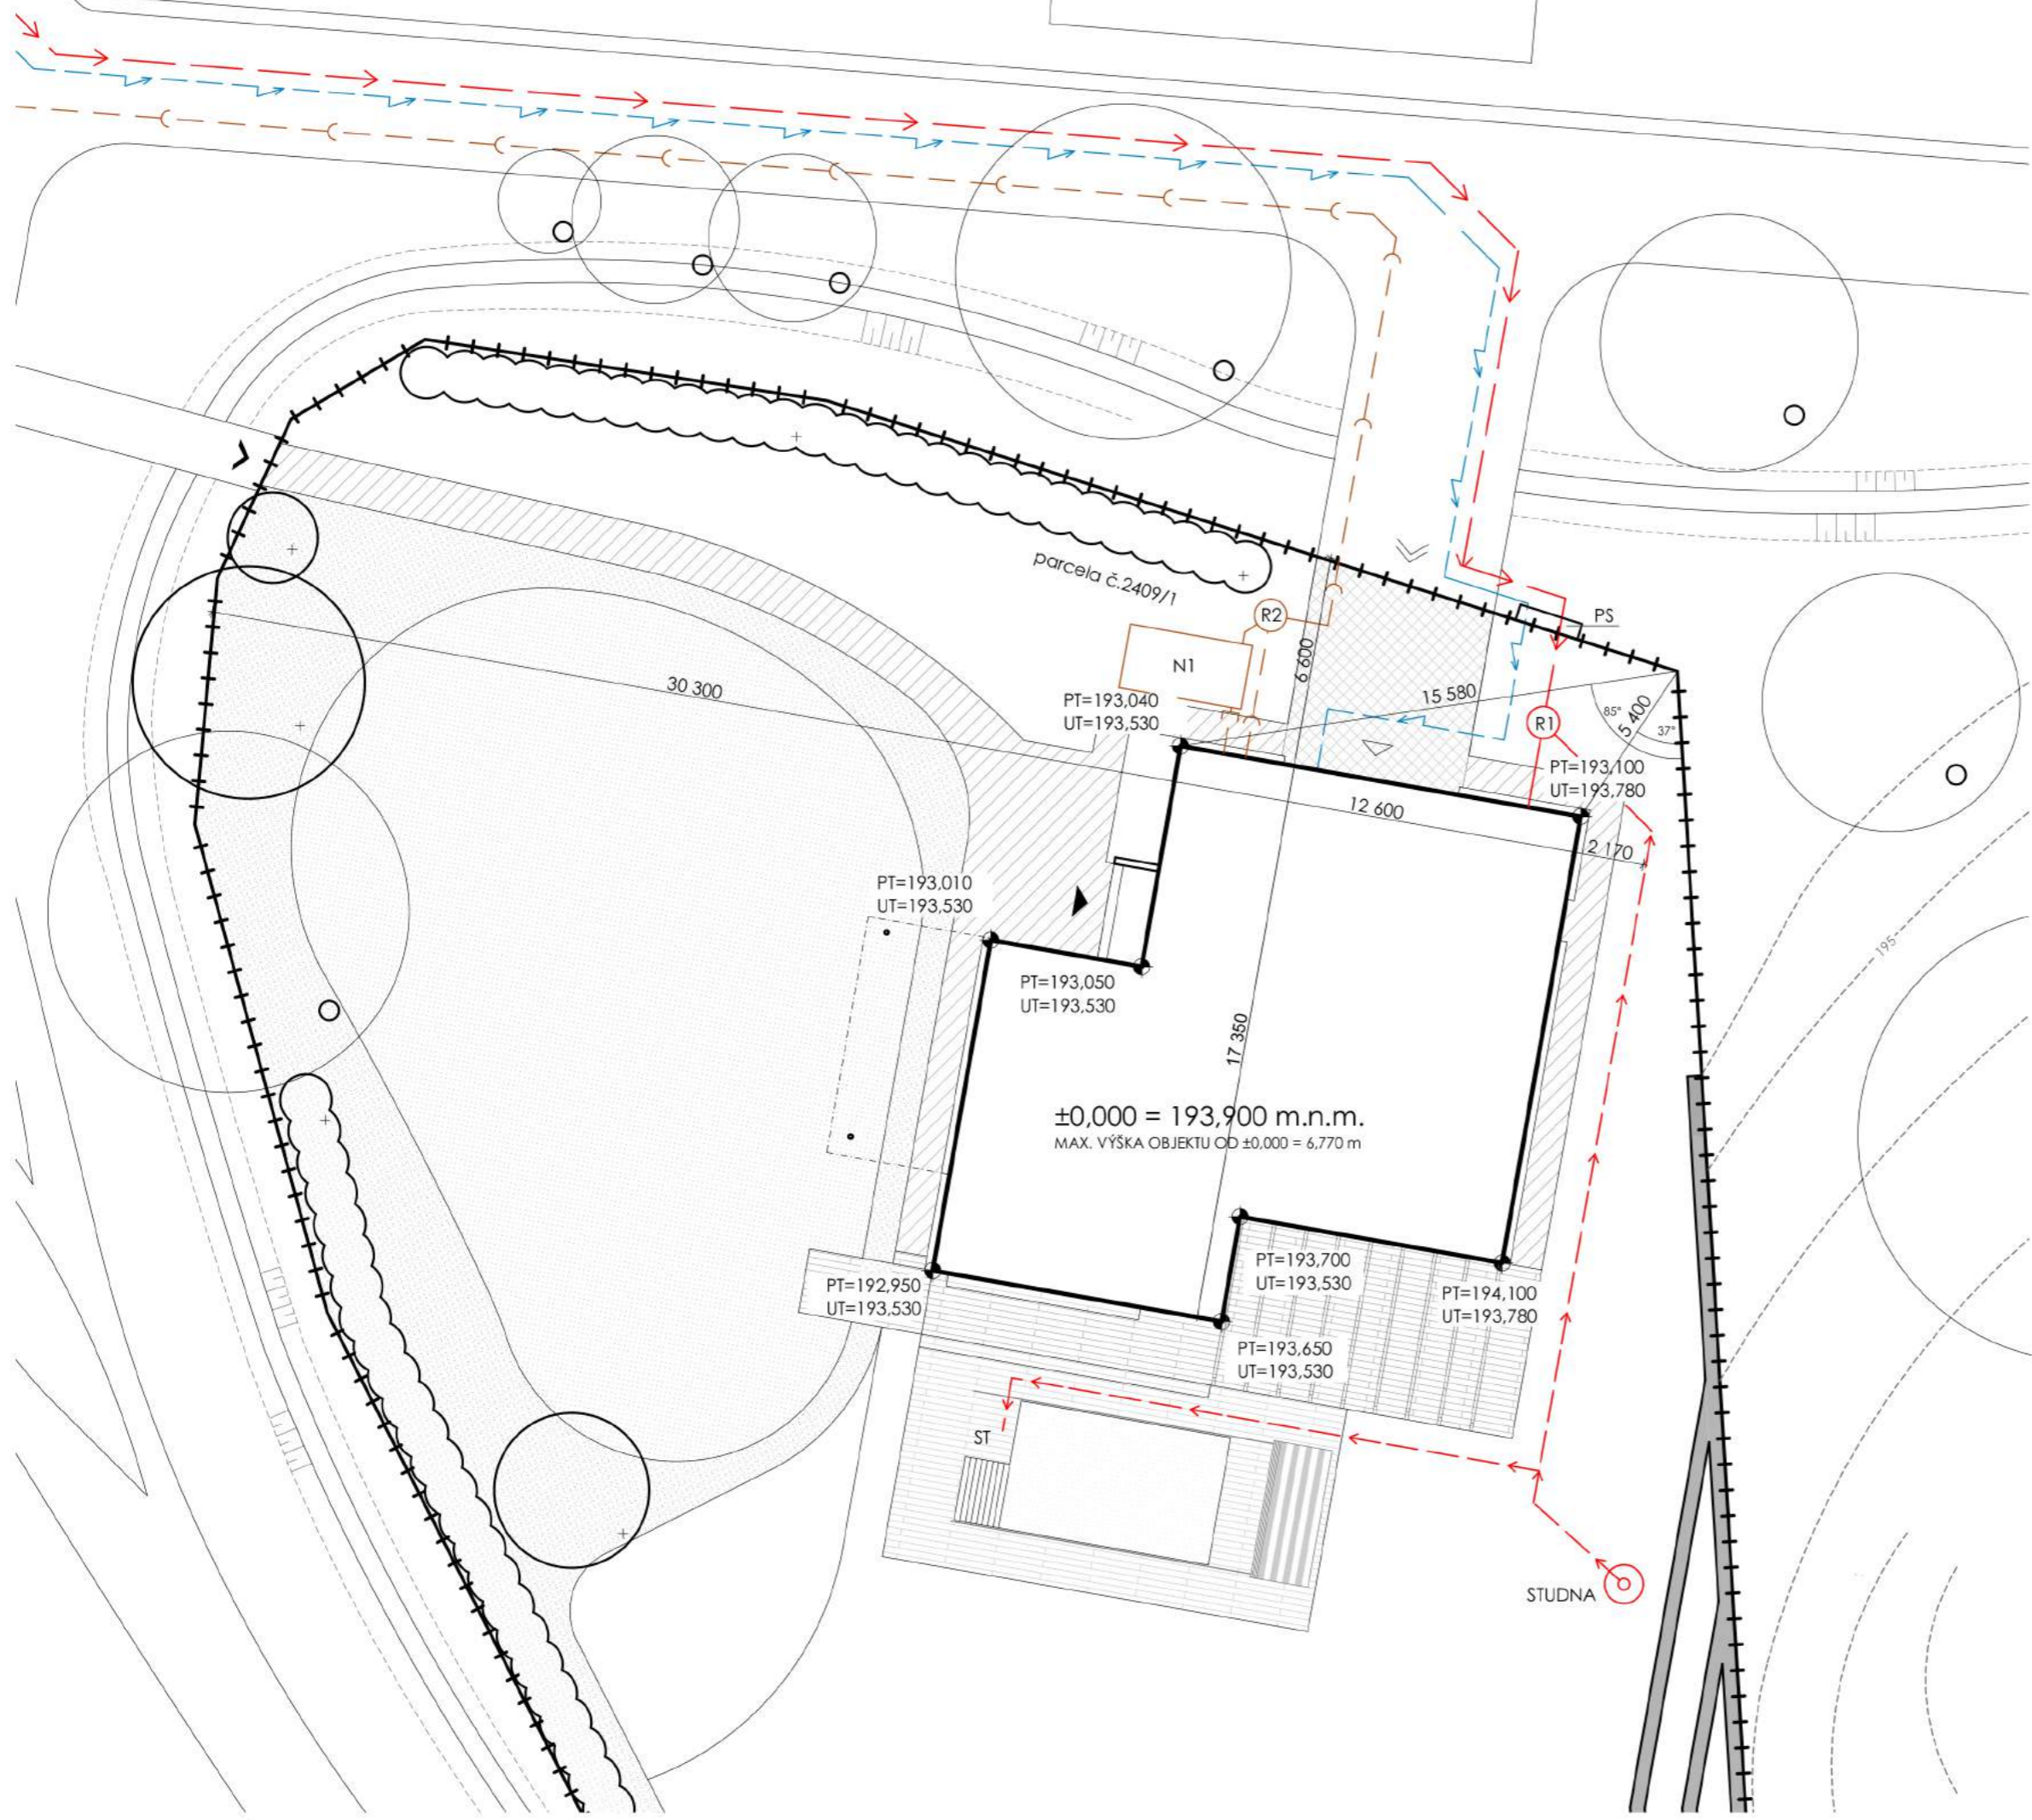 parcela č.2409/1
R2
PS
N1
6 600
30 300
15 580
PT=193,040
UT=193,530
R1
85°
5 400
37°
PT=193,100
UT=193,780
12 600
2 170
PT=193,010
UT=193,530
195
PT=193,050
UT=193,530
17 350
±0,000 = 193,900 m.n.m.
MAX. VÝŠKA OBJEKTU OD ±0,000 = 6,770 m
PT=193,700
UT=193,530
PT=192,950
UT=193,530
PT=194,100
UT=193,780
PT=193,650
UT=193,530
ST
STUDNA